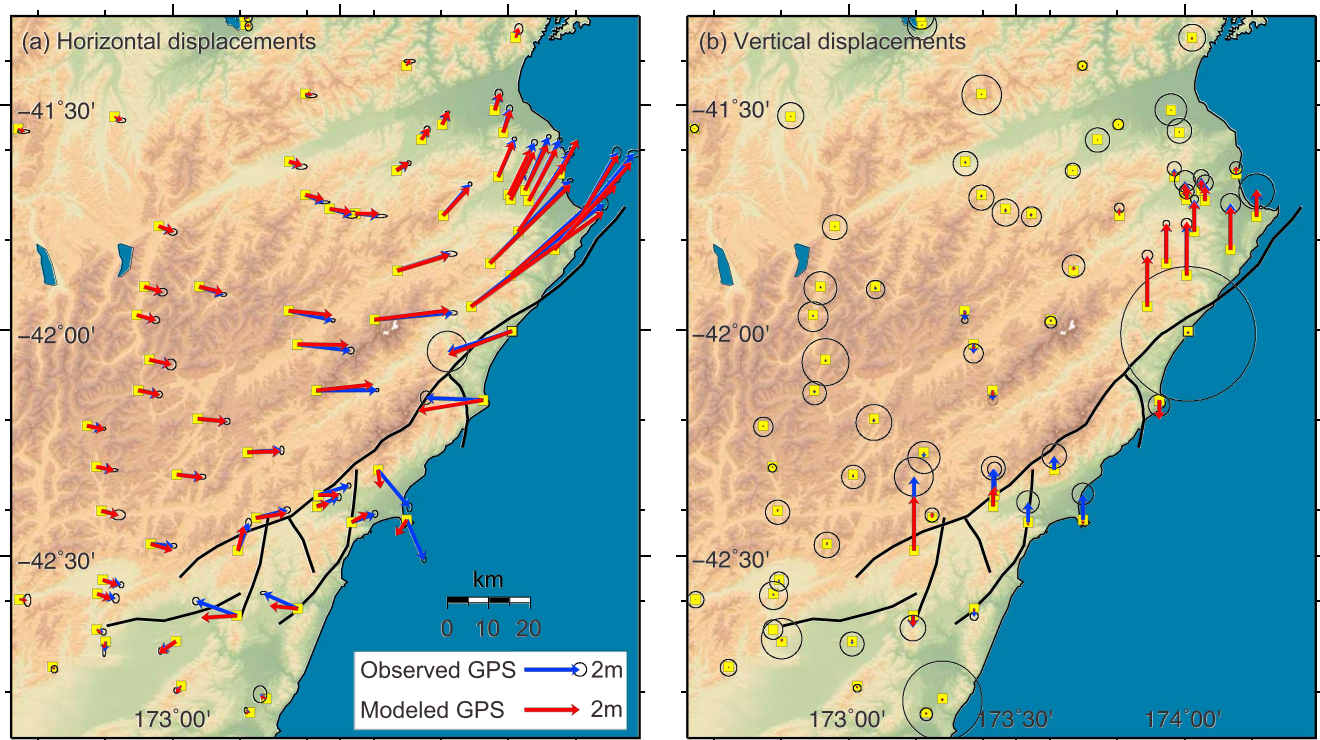 (a) Horizontal displacements
−41˚30'
−42˚00'
−42˚30'
173˚00'
km
0 10 20
Observed GPS 2m
Modeled GPS 2m
(b) Vertical displacements
−41˚30'
−42˚00'
−42˚30'
173˚00' 173˚30' 174˚00'